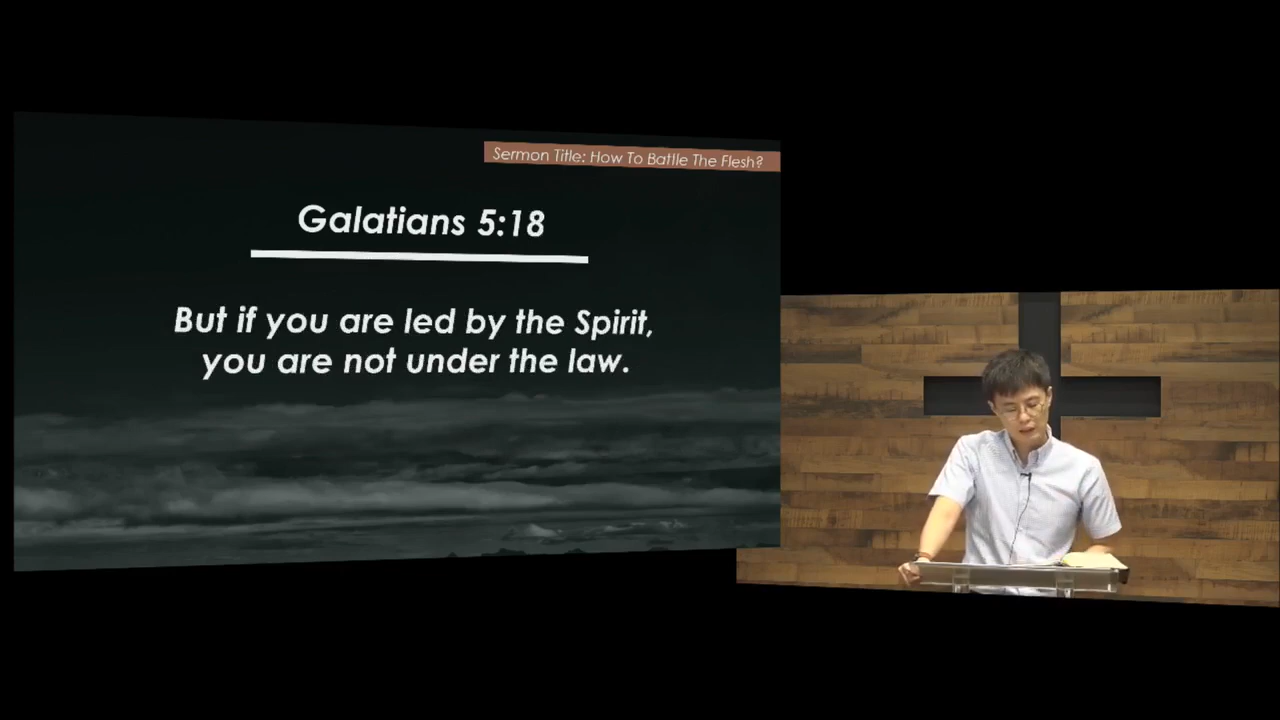 Sermon Title: How To Battle The Flesh?
Galatians 5:18
But if you are led by the Spirit,
you are not under the law.